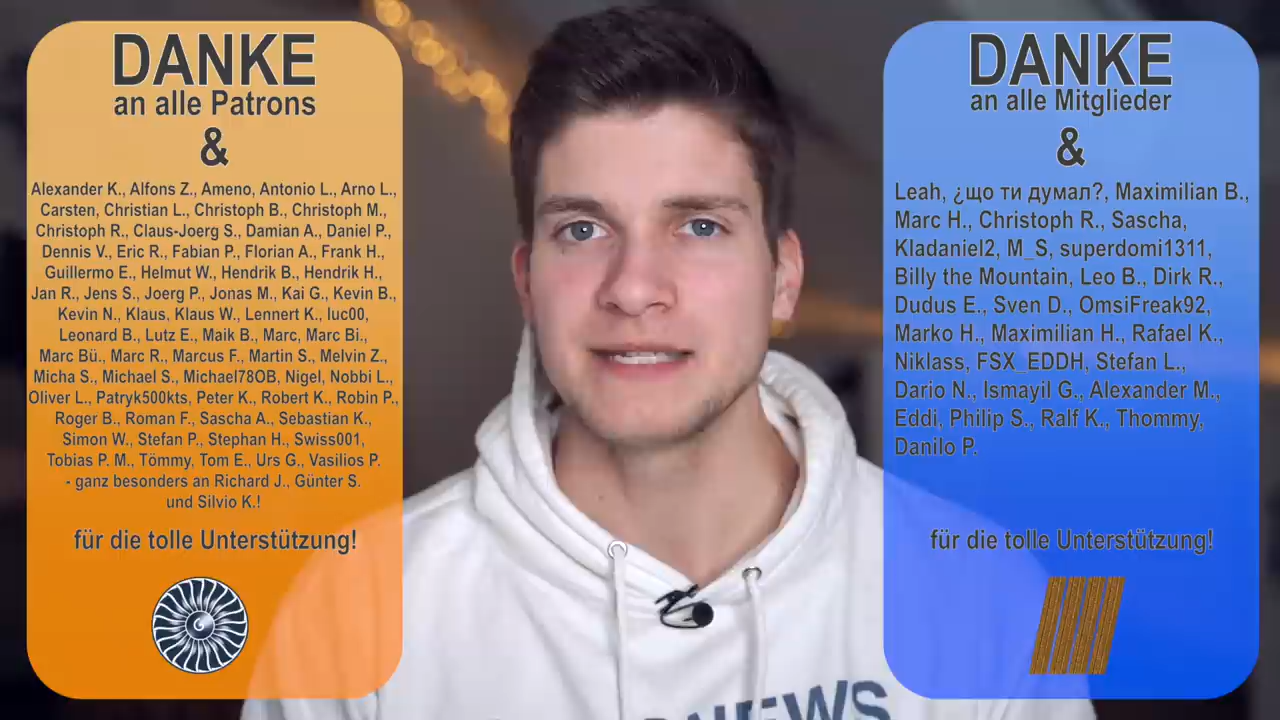 DANKE
an alle Patrons
&
Alexander K., Alfons Z., Ameno, Antonio L., Arno L.,
Carsten, Christian L., Christoph B., Christoph M.,
Christoph R., Claus-Joerg S., Damian A., Daniel P.,
Dennis V., Eric R., Fabian P., Florian A., Frank H.,
Guillermo E., Helmut W., Hendrik B., Hendrik H.,
Jan R., Jens S., Joerg P., Jonas M., Kai G., Kevin B.,
Kevin N., Klaus, Klaus W., Lennert K., luc00,
Leonard B., Lutz E., Maik B., Marc, Marc Bi.,
Marc Bü., Marc R., Marcus F., Martin S., Melvin Z.,
Micha S., Michael S., Michael78OB, Nigel, Nobbi L.,
Oliver L., Patryk500kts, Peter K., Robert K., Robin P.,
Roger B., Roman F., Sascha A., Sebastian K.,
Simon W., Stefan P., Stephan H., Swiss001,
Tobias P. M., Tömmy, Tom E., Urs G., Vasilios P.
- ganz besonders an Richard J., Günter S.
und Silvio K.!
für die tolle Unterstützung!
DANKE
an alle Mitglieder
&
Leah, ¿що ти думал?, Maximilian B.,
Marc H., Christoph R., Sascha,
Kladaniel2, M_S, superdomi1311,
Billy the Mountain, Leo B., Dirk R.,
Dudus E., Sven D., OmsiFreak92,
Marko H., Maximilian H., Rafael K.,
Niklass, FSX_EDDH, Stefan L.,
Dario N., Ismayil G., Alexander M.,
Eddi, Philip S., Ralf K., Thommy,
Danilo P.
für die tolle Unterstützung!